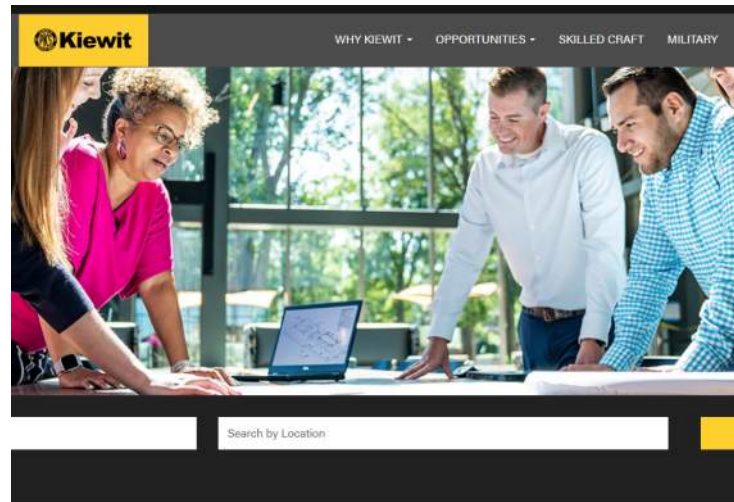 Kiewit
WHY KIEWIT OPPORTUNITIES SKILLED CRAFT MILITARY
Search by Location